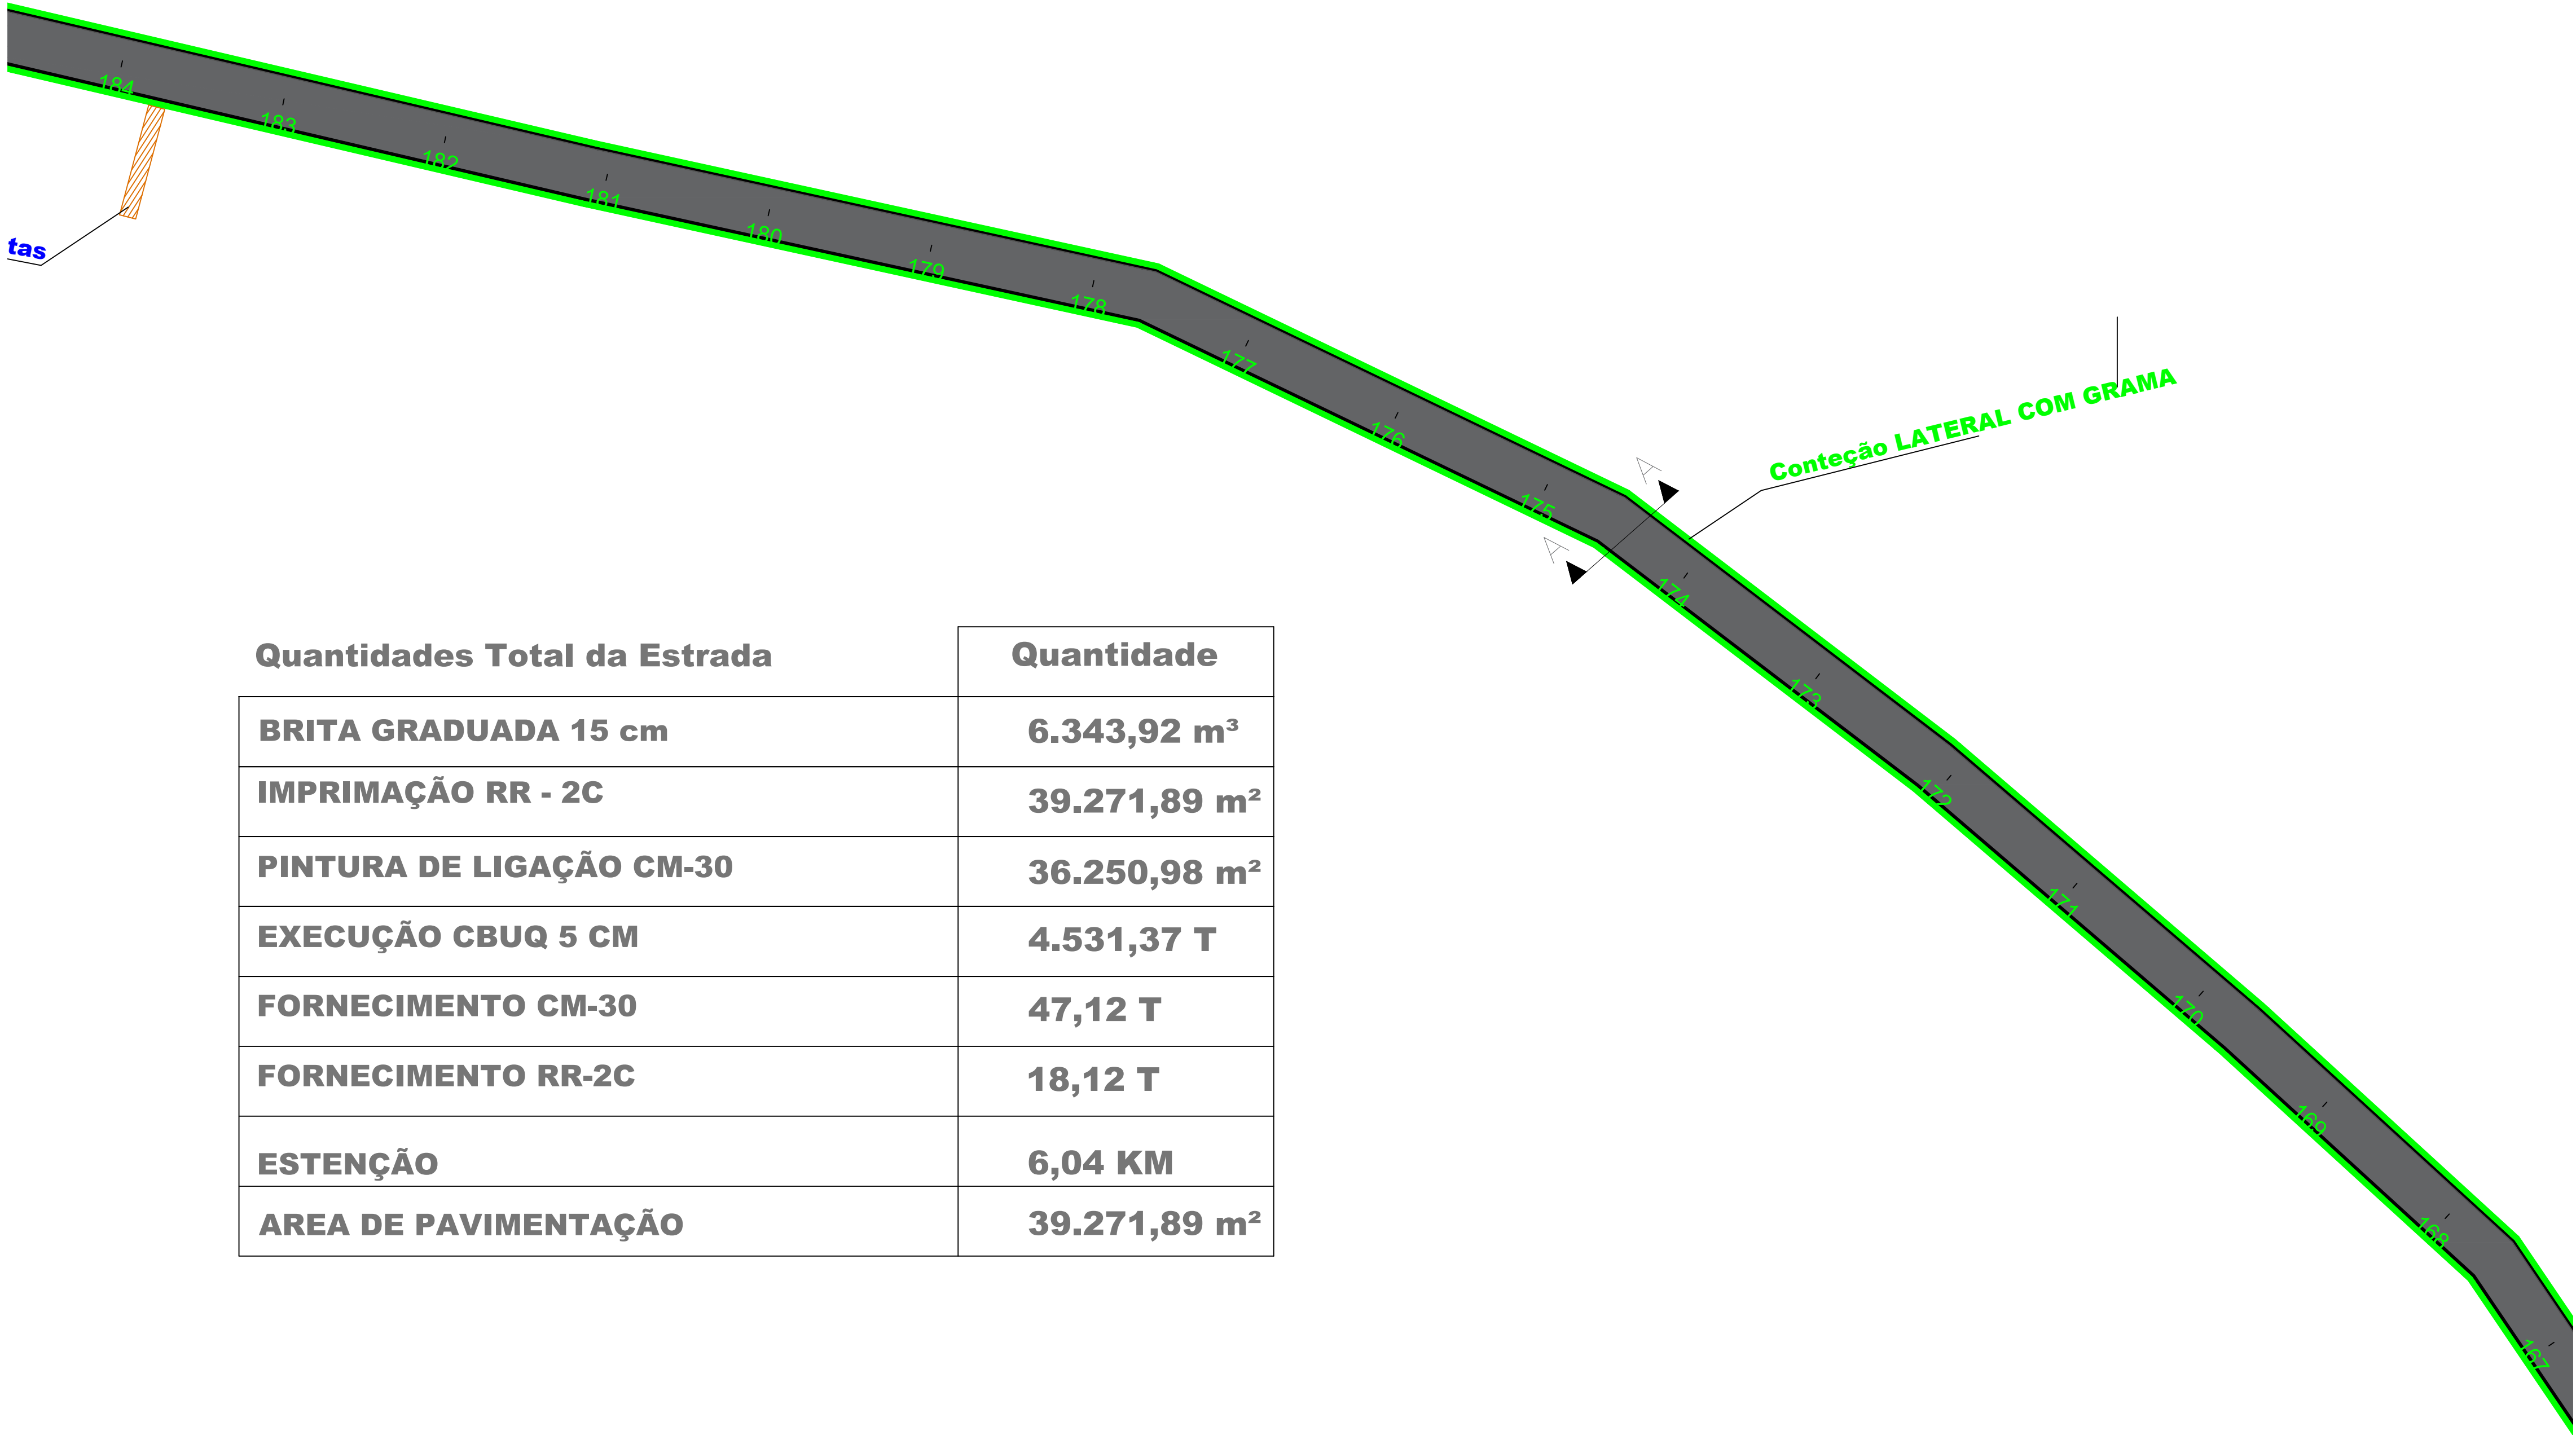 184
183
182
181
180
179
178
177
176
175
174
173
172
171
170
169
168
167
tas
A
A
Conteção LATERAL COM GRAMA
Quantidades Total da Estrada Quantidade
BRITA GRADUADA 15 cm 6.343,92 m³
IMPRIMAÇÃO RR - 2C 39.271,89 m²
PINTURA DE LIGAÇÃO CM-30 36.250,98 m²
EXECUÇÃO CBUQ 5 CM 4.531,37 T
FORNECIMENTO CM-30 47,12 T
FORNECIMENTO RR-2C 18,12 T
ESTENÇÃO 6,04 KM
AREA DE PAVIMENTAÇÃO 39.271,89 m²